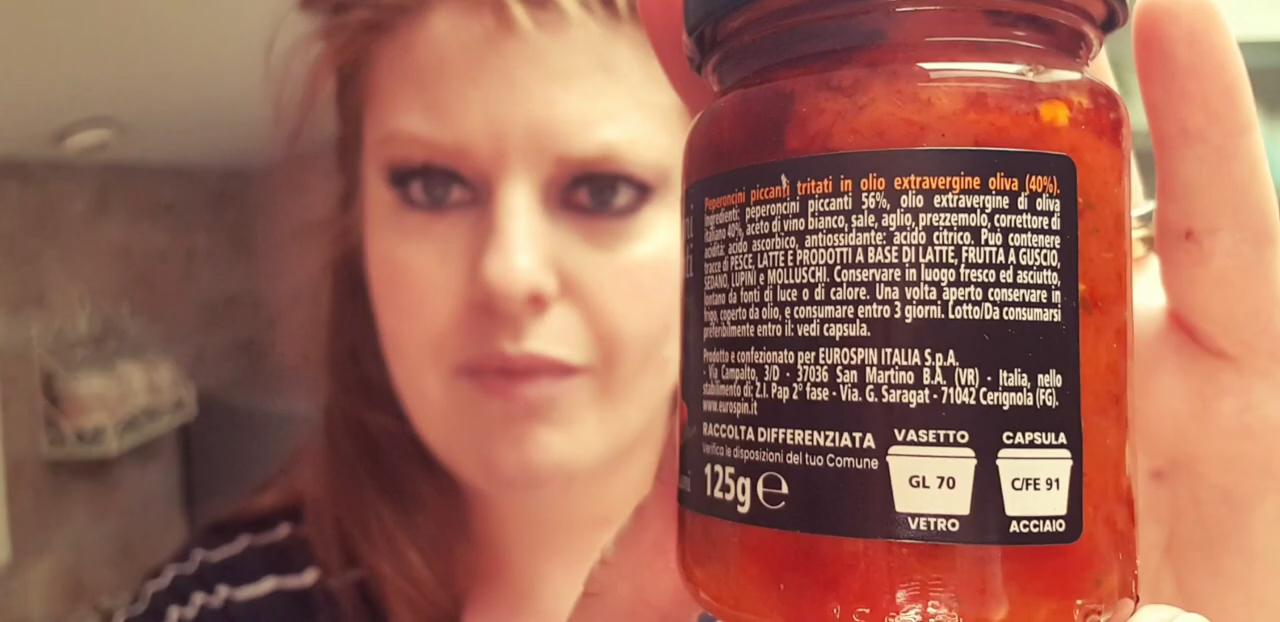 Peperoncini piccanti tritati in olio extravergine oliva (40%).
Ingredienti: peperoncini piccanti 56%, olio extravergine di oliva
italiano 40%, aceto di vino bianco, sale, aglio, prezzemolo, correttore di
acidità: acido ascorbico, antiossidante: acido citrico. Può contenere
tracce di PESCE, LATTE E PRODOTTI A BASE DI LATTE, FRUTTA A GUSCIO,
SEDANO, LUPINI e MOLLUSCHI. Conservare in luogo fresco ed asciutto,
lontano da fonti di luce o di calore. Una volta aperto conservare in
frigo, coperto da olio, e consumare entro 3 giorni. Lotto/Da consumarsi
preferibilmente entro il: vedi capsula.
Prodotto e confezionato per EUROSPIN ITALIA S.p.A.
- Via Campalto, 3/D - 37036 San Martino B.A. (VR) - Italia, nello
stabilimento di: Z.I. Pap 2° fase - Via. G. Saragat - 71042 Cerignola (FG).
www.eurospin.it
RACCOLTA DIFFERENZIATA
Verifica le disposizioni del tuo Comune
125g e
VASETTO
GL 70
VETRO
CAPSULA
C/FE 91
ACCIAIO